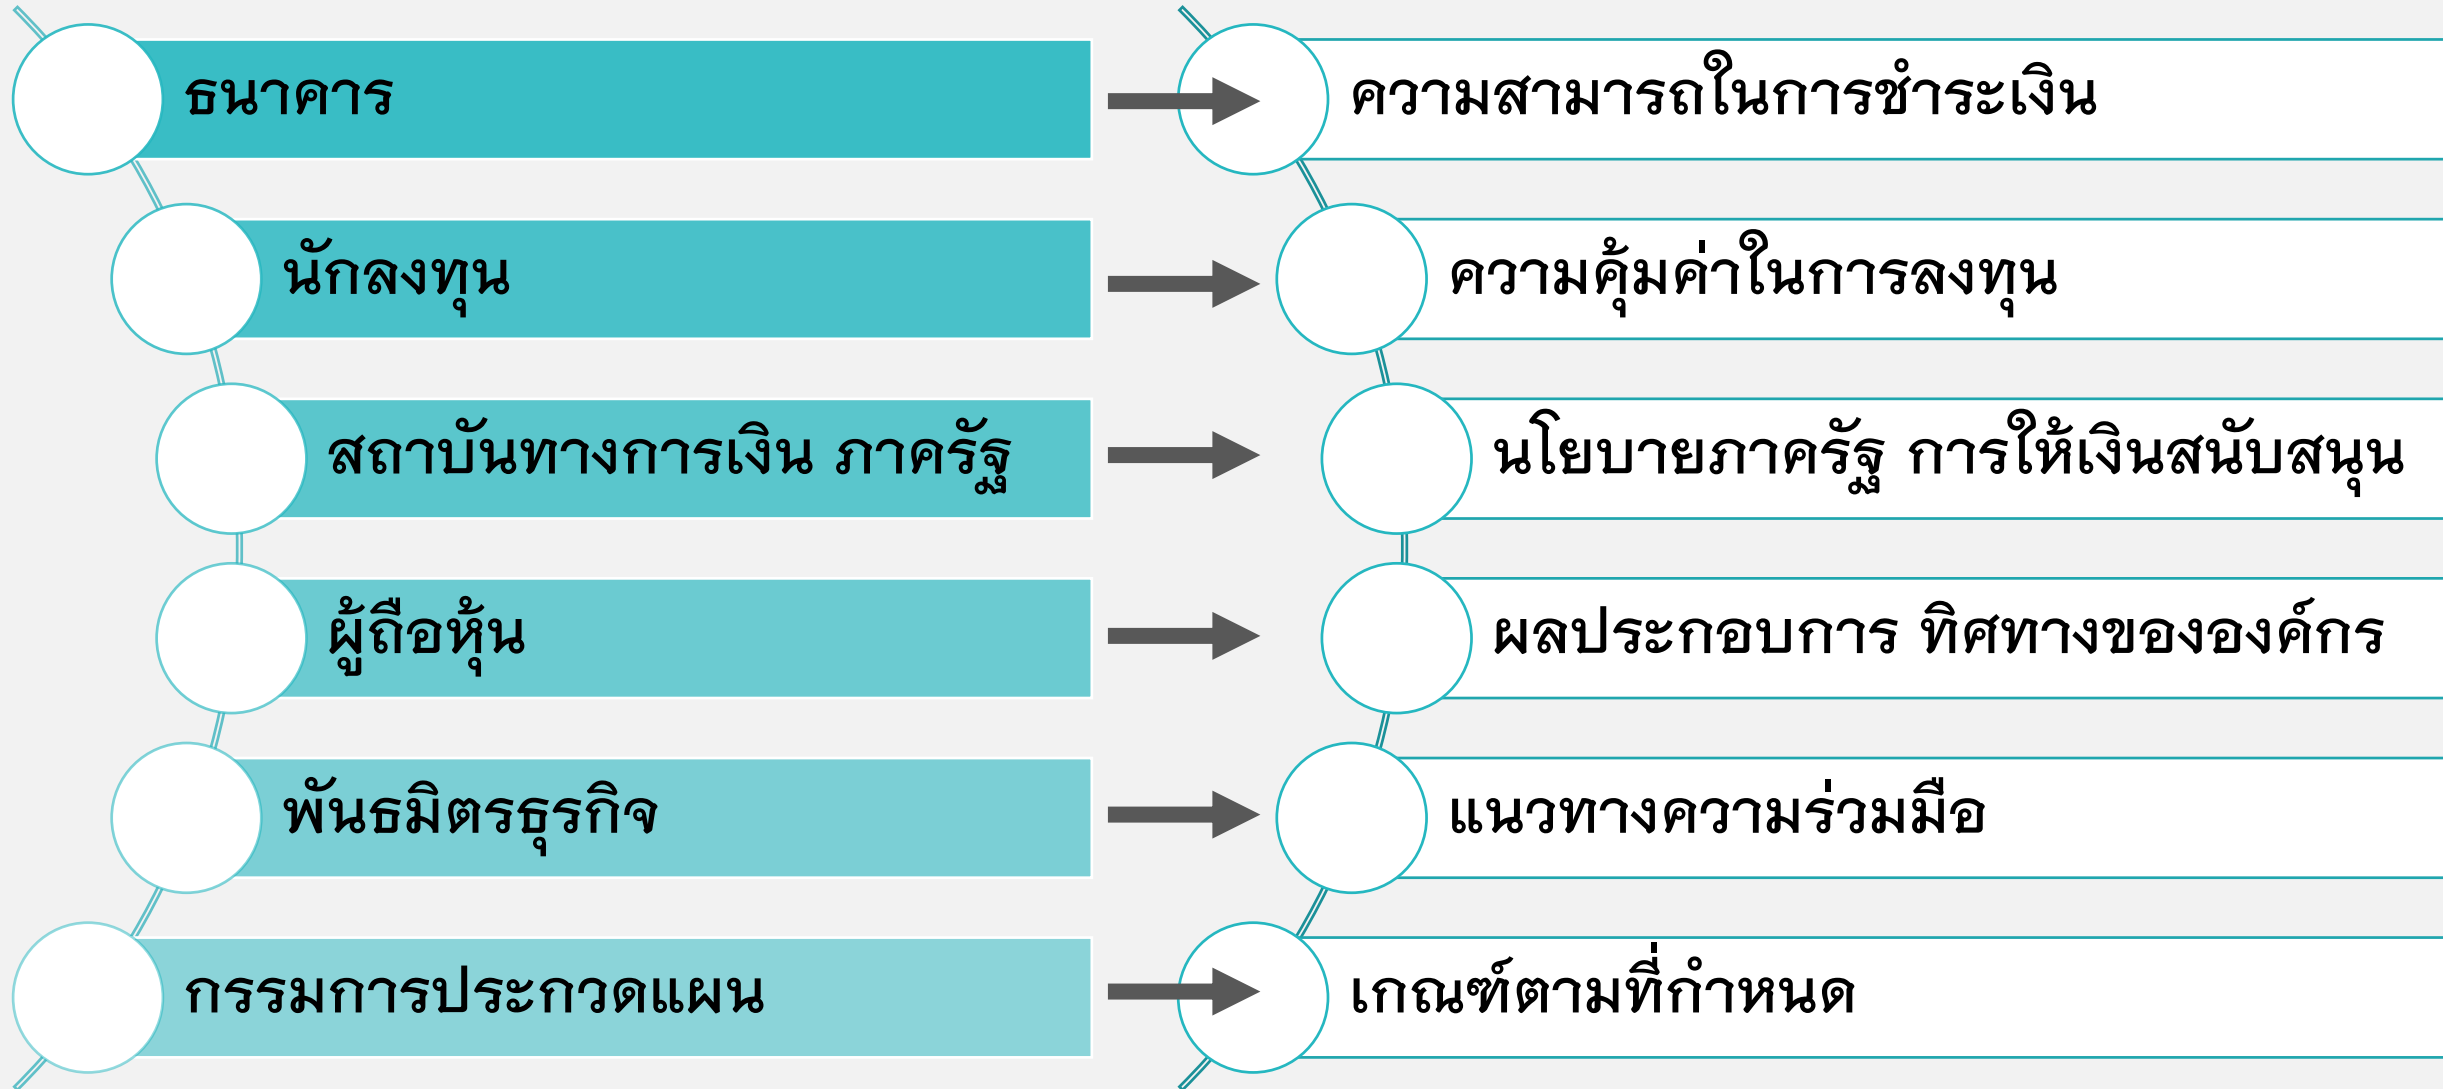 ธนาคาร
ความสามารถในการชำระเงิน
นักลงทุน
ความคุ้มค่าในการลงทุน
สถาบันทางการเงิน ภาครัฐ
นโยบายภาครัฐ การให้เงินสนับสนุน
ผู้ถือหุ้น
ผลประกอบการ ทิศทางขององค์กร
พันธมิตรธุรกิจ
แนวทางความร่วมมือ
กรรมการประกวดแผน
เกณฑ์ตามที่กำหนด